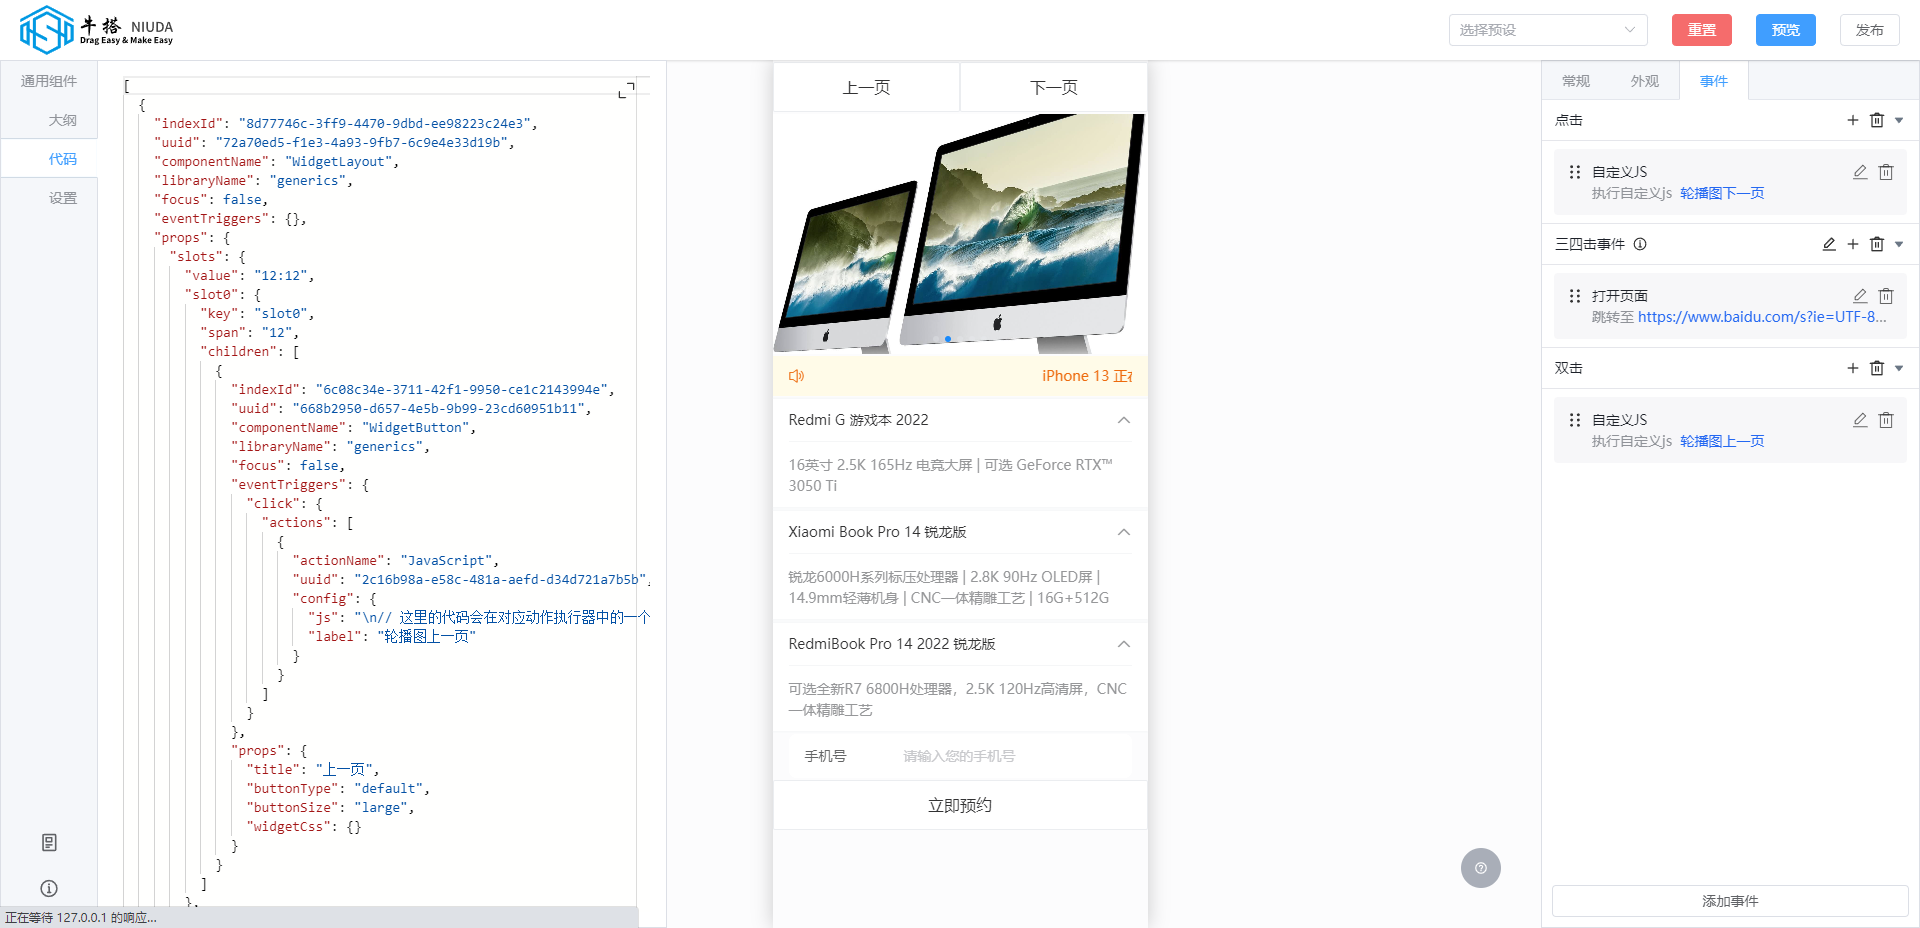 牛搭 NIUDA
Drag Easy & Make Easy
选择预设
重置
预览
发布
通用组件
大纲
代码
设置
[
{
"indexId": "8d77746c-3ff9-4470-9dbd-ee98223c24e3",
"uuid": "72a70ed5-f1e3-4a93-9fb7-6c9e4e33d19b",
"componentName": "WidgetLayout",
"libraryName": "generics",
"focus": false,
"eventTriggers": {},
"props": {
"slots": {
"value": "12:12",
"slot0": {
"key": "slot0",
"span": "12",
"children": [
{
"indexId": "6c08c34e-3711-42f1-9950-ce1c2143994e",
"uuid": "668b2950-d657-4e5b-9b99-23cd60951b11",
"componentName": "WidgetButton",
"libraryName": "generics",
"focus": false,
"eventTriggers": {
"click": {
"actions": [
{
"actionName": "JavaScript",
"uuid": "2c16b98a-e58c-481a-aefd-d34d721a7b5b",
"config": {
"js": "\n// 这里的代码会在对应动作执行器中的一个
"label": "轮播图上一页"
}
}
]
}
},
"props": {
"title": "上一页",
"buttonType": "default",
"buttonSize": "large",
"widgetCss": {}
}
}
]
},
正在等待 127.0.0.1 的响应...
上一页
下一页
iPhone 13 正在
Redmi G 游戏本 2022
16英寸 2.5K 165Hz 电竞大屏 | 可选 GeForce RTX™
3050 Ti
Xiaomi Book Pro 14 锐龙版
锐龙6000H系列标压处理器 | 2.8K 90Hz OLED屏 |
14.9mm轻薄机身 | CNC一体精雕工艺 | 16G+512G
RedmiBook Pro 14 2022 锐龙版
可选全新R7 6800H处理器，2.5K 120Hz高清屏，CNC
一体精雕工艺
手机号
请输入您的手机号
立即预约
常规
外观
事件
点击
自定义JS
执行自定义js 轮播图下一页
三四击事件
打开页面
跳转至 https://www.baidu.com/s?ie=UTF-8...
双击
自定义JS
执行自定义js 轮播图上一页
添加事件